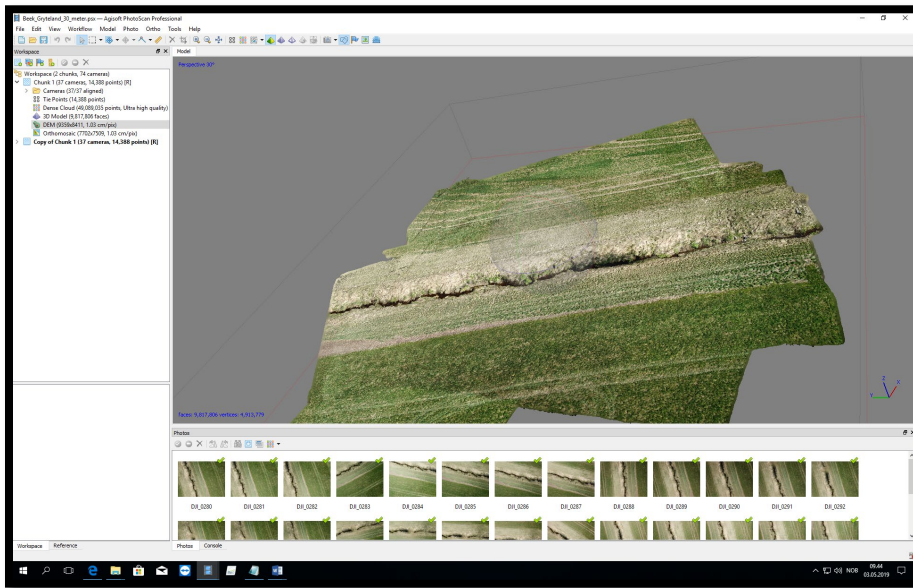 Beek_Gryteland_30_meter.psx — Agisoft PhotoScan Professional
File Edit View Workflow Model Photo Ortho Tools Help
Workspace
Model
Perspective 30°
Workspace (2 chunks, 74 cameras)
Chunk 1 (37 cameras, 14,388 points) [R]
Cameras (37/37 aligned)
Tie Points (14,388 points)
Dense Cloud (49,089,035 points, Ultra high quality)
3D Model (9,817,806 faces)
DEM (9359x8411, 1.03 cm/pix)
Orthomosaic (7702x7509, 1.03 cm/pix)
Copy of Chunk 1 (37 cameras, 14,388 points) [R]
Z
X
Y
Faces: 9,817,806 vertices: 4,913,779
Photos
DJI_0280 DJI_0281 DJI_0282 DJI_0283 DJI_0284 DJI_0285 DJI_0286 DJI_0287 DJI_0288 DJI_0289 DJI_0290 DJI_0291 DJI_0292
Workspace Reference
Photos Console
NOB
09.44
03.05.2019